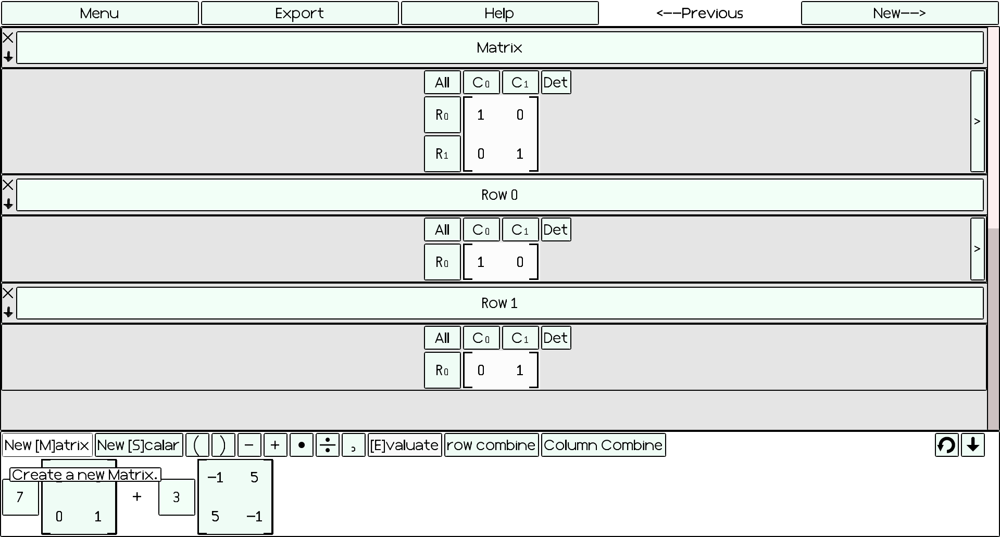 Menu Export Help <--Previous New-->
Matrix
All C0 C1 Det
R0 1 0
>
R1 0 1
Row 0
All C0 C1 Det
R0 1 0 >
Row 1
All C0 C1 Det
R0 0 1
New [M]atrix New [S]calar ( ) - + • ÷ , [E]valuate row combine Column Combine
Create a new Matrix. -1 5
7 + 3
0 1 5 -1